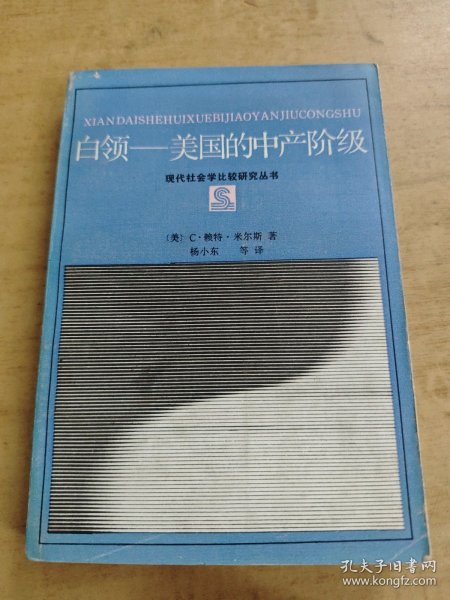 XIANDAISHEHUIXUEBIJIAOYANJIUCONGSHU
白领——美国的中产阶级
现代社会学比较研究丛书
S
〔美〕C·赖特·米尔斯 著
杨小东 等译
孔夫子旧书网
www.kongfz.com